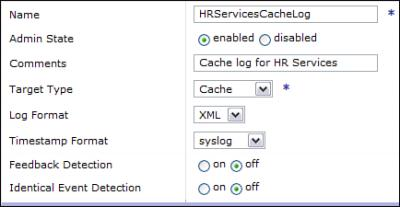 Name HRServicesCacheLog *
Admin State enabled disabled
Comments Cache log for HR Services
Target Type Cache *
Log Format XML
Timestamp Format syslog
Feedback Detection on off
Identical Event Detection on off